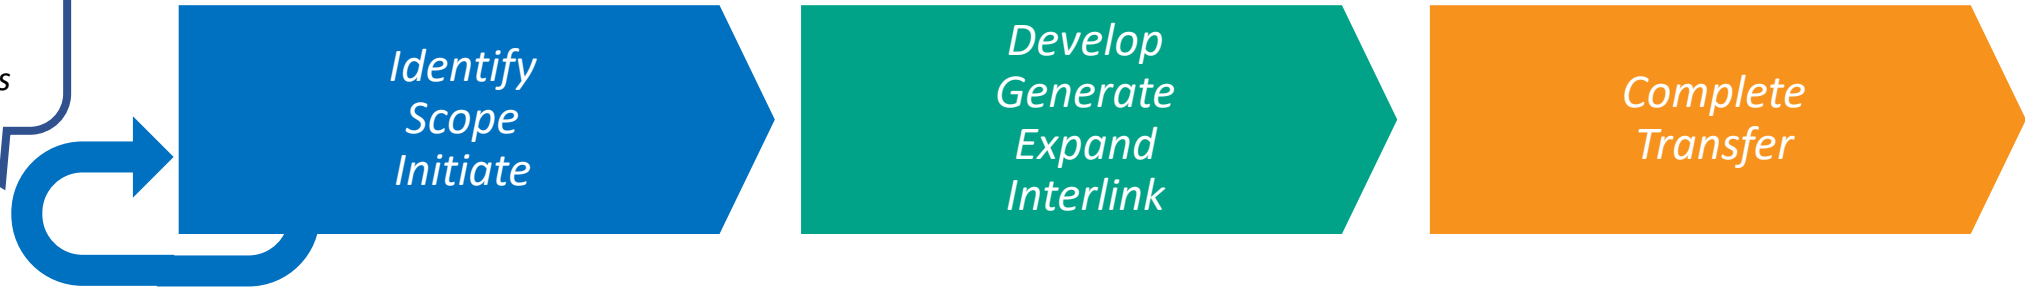 s
Identify
Scope
Initiate
Develop
Generate
Expand
Interlink
Complete
Transfer